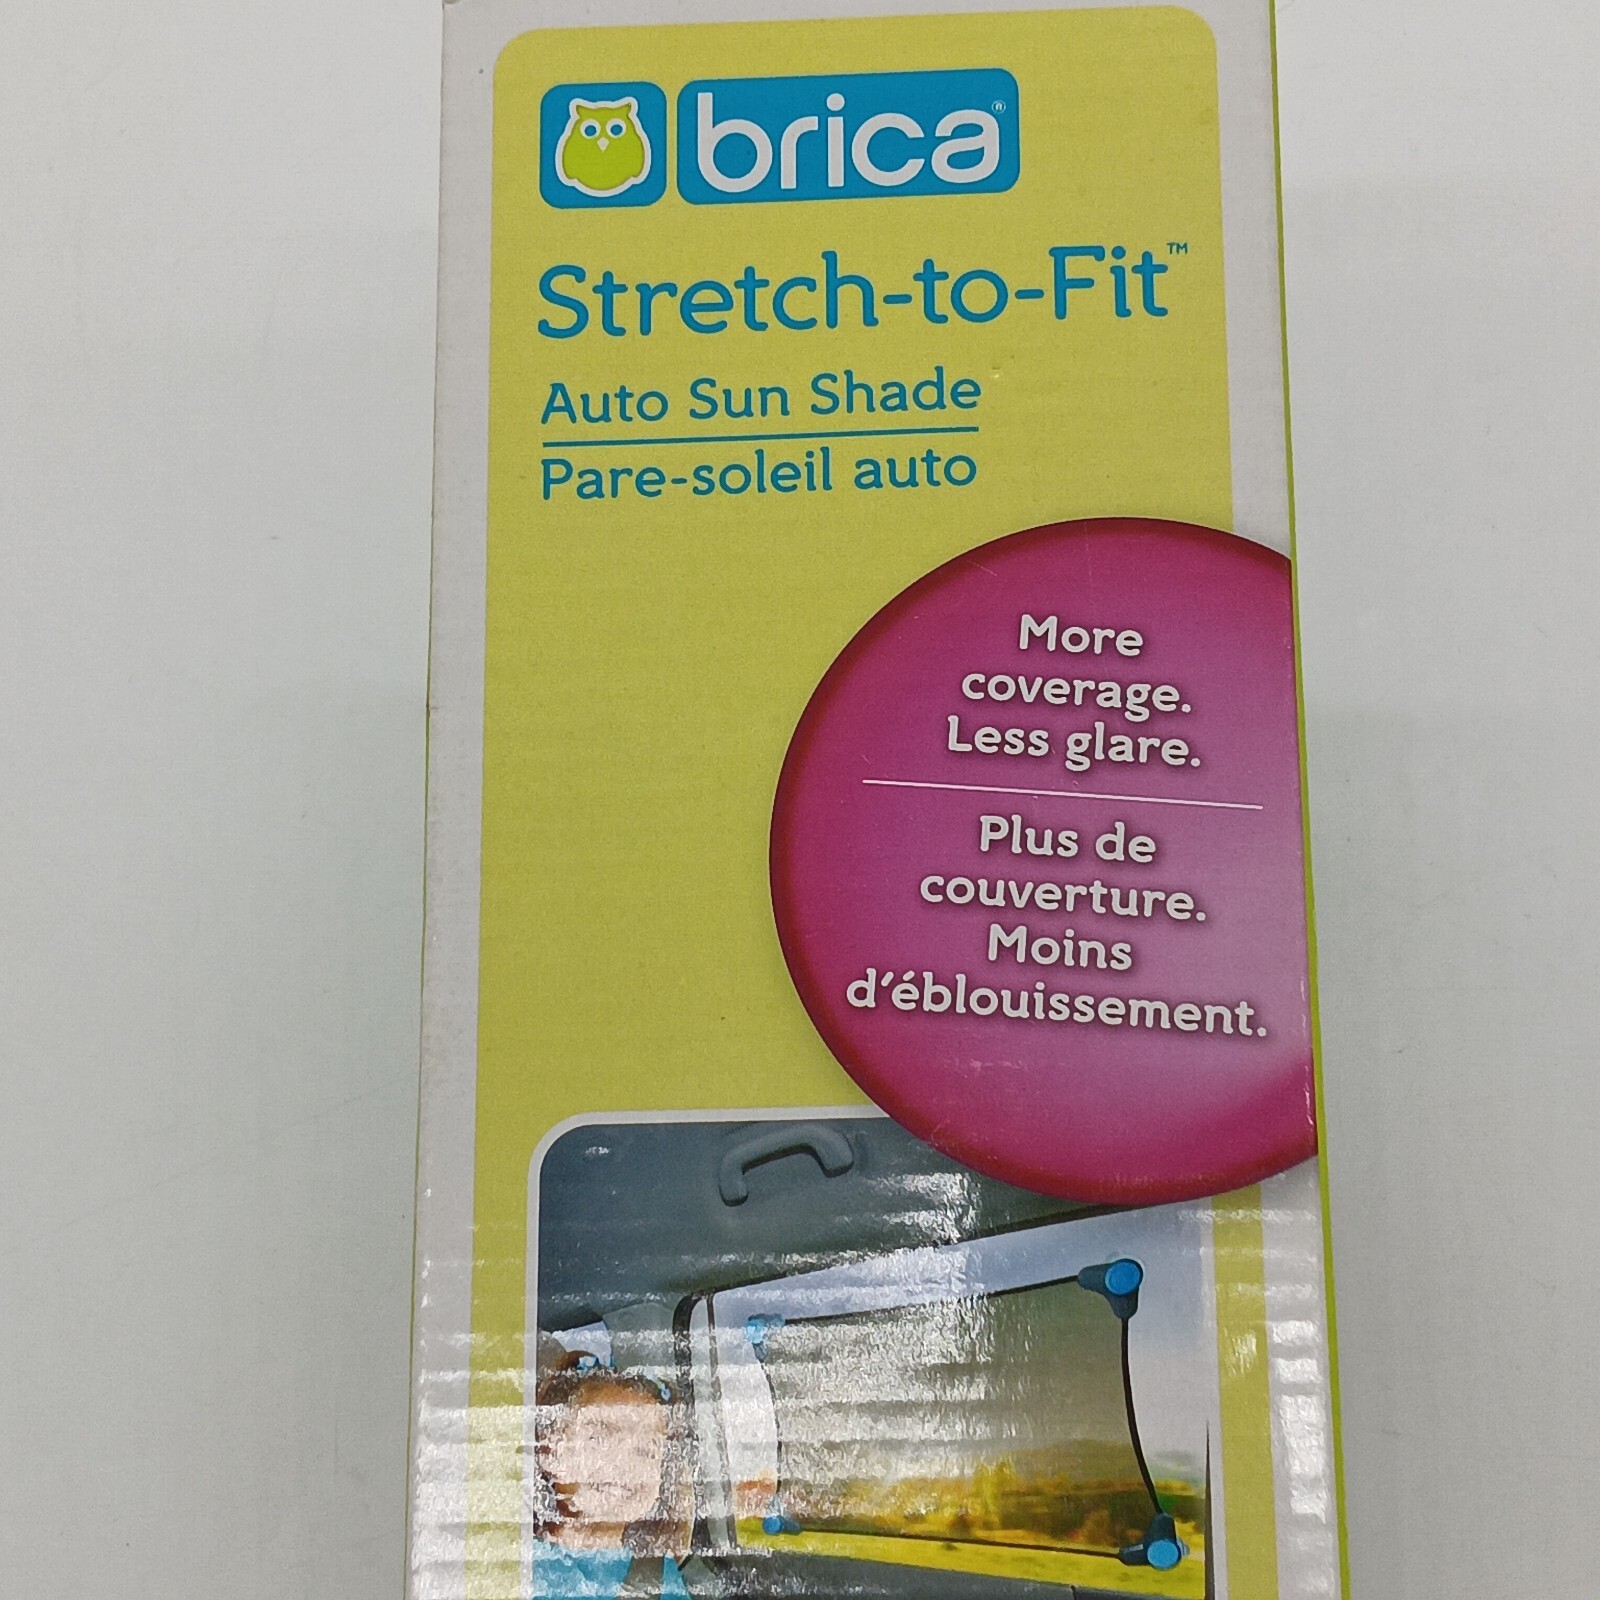 brica®
Stretch-to-Fit™
Auto Sun Shade
Pare-soleil auto
More
coverage.
Less glare.
Plus de
couverture.
Moins
d'éblouissement.